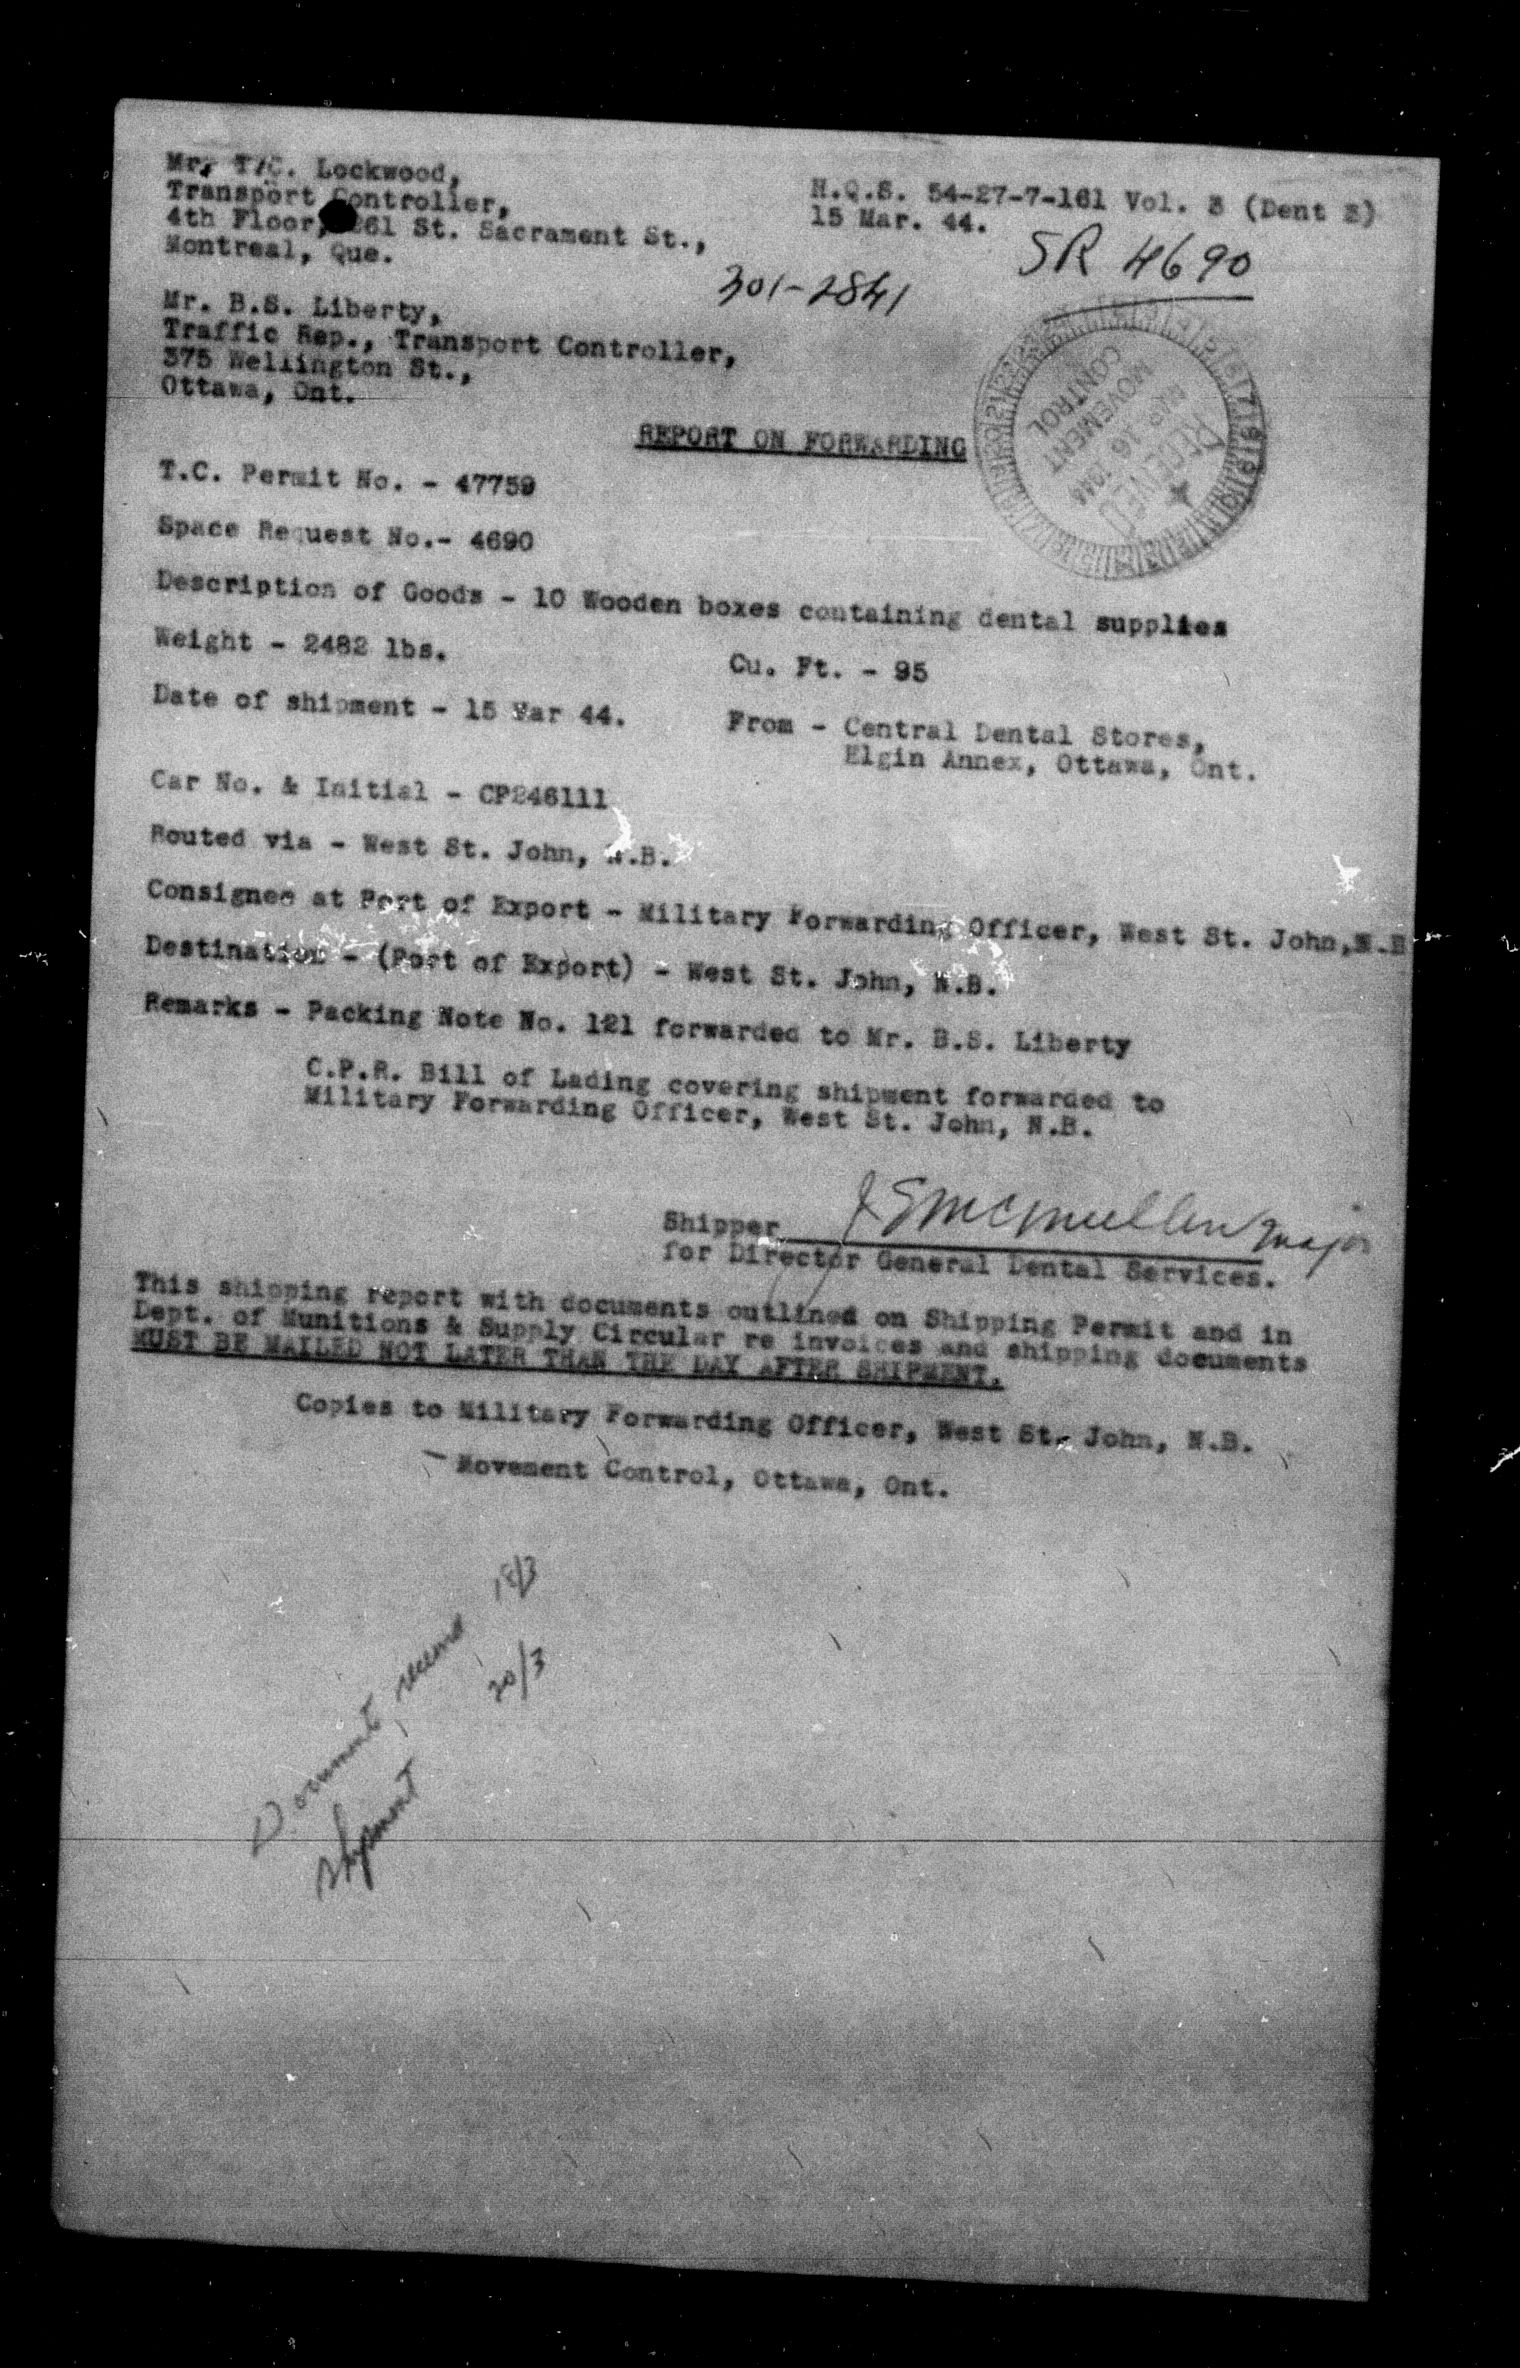 Mr. T.C. Lockwood,
Transport Controller,
4th Floor, 261 St. Sacrament St.,
Montreal, Que.
H.Q.S. 54-27-7-161 Vol. 3 (Dent 3)
15 Mar. 44.
SR 4690
301-2841
Mr. B.S. Liberty,
Traffic Rep., Transport Controller,
375 Wellington St.,
Ottawa, Ont.
RECEIVED
MAR 16 1944
MOVEMENT
CONTROL
REPORT ON FORWARDING
T.C. Permit No. - 47759
Space Request No.- 4690
Description of Goods - 10 Wooden boxes containing dental supplies
Weight - 2482 lbs. Cu. Ft. - 95
Date of shipment - 15 Mar 44. From - Central Dental Stores,
Elgin Annex, Ottawa, Ont.
Car No. & Initial - CP246111
Routed via - West St. John, N.B.
Consignee at Port of Export - Military Forwarding Officer, West St. John,N.B
Destination - (Port of Export) - West St. John, N.B.
Remarks - Packing Note No. 121 forwarded to Mr. B.S. Liberty
C.P.R. Bill of Lading covering shipment forwarded to
Military Forwarding Officer, West St. John, N.B.
Shipper McMullen Major
for Director General Dental Services.
This shipping report with documents outlined on Shipping Permit and in
Dept. of Munitions & Supply Circular re invoices and shipping documents
MUST BE MAILED NOT LATER THAN THE DAY AFTER SHIPMENT.
Copies to Military Forwarding Officer, West St. John, N.B.
- Movement Control, Ottawa, Ont.
Document 18/3
Shipment 20/3